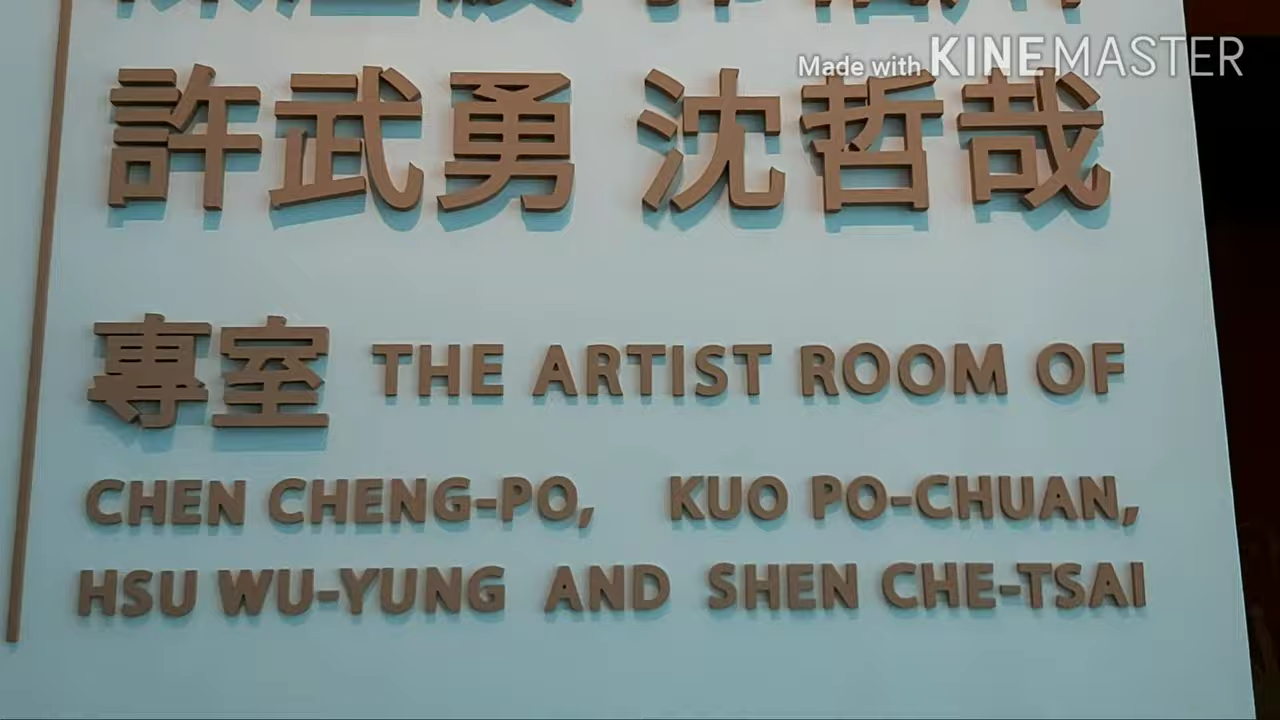 Made with KINEMASTER
許武勇 沈哲哉
專室 THE ARTIST ROOM OF
CHEN CHENG-PO, KUO PO-CHUAN,
HSU WU-YUNG AND SHEN CHE-TSAI